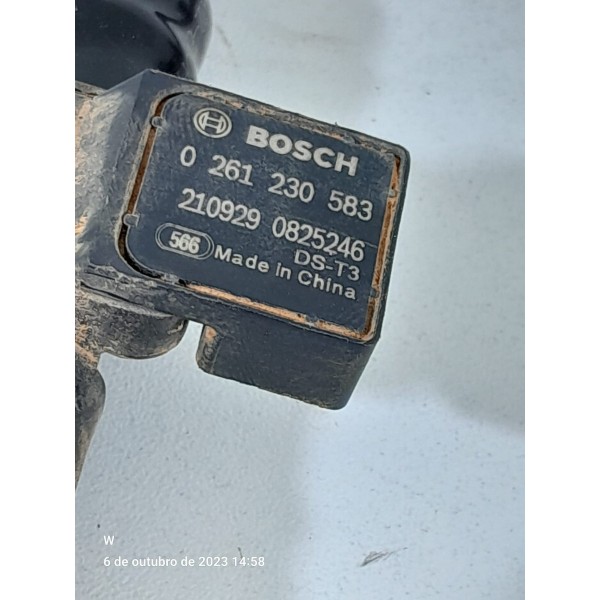 BOSCH
0 261 230 583
210929 0825246
DS-T3
566 Made in China
W
6 de outubro de 2023 14:58